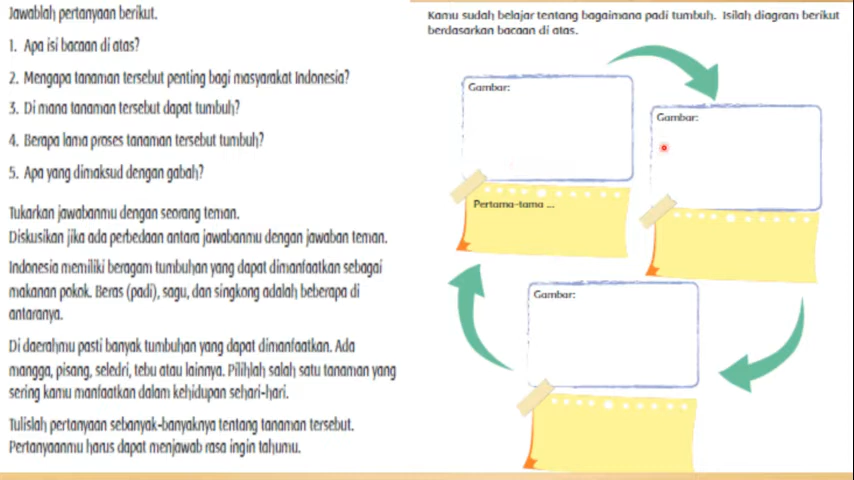 Jawablah pertanyaan berikut.
1. Apa isi bacaan di atas?
2. Mengapa tanaman tersebut penting bagi masyarakat Indonesia?
3. Di mana tanaman tersebut dapat tumbuh?
4. Berapa lama proses tanaman tersebut tumbuh?
5. Apa yang dimaksud dengan gabah?
Tukarkan jawabanmu dengan seorang teman.
Diskusikan jika ada perbedaan antara jawabanmu dengan jawaban teman.
Indonesia memiliki beragam tumbuhan yang dapat dimanfaatkan sebagai
makanan pokok. Beras (padi), sagu, dan singkong adalah beberapa di
antaranya.
Di daerahmu pasti banyak tumbuhan yang dapat dimanfaatkan. Ada
mangga, pisang, seledri, tebu atau lainnya. Pilihlah salah satu tanaman yang
sering kamu manfaatkan dalam kehidupan sehari-hari.
Tulislah pertanyaan sebanyak-banyaknya tentang tanaman tersebut.
Pertanyaanmu harus dapat menjawab rasa ingin tahumu.
Kamu sudah belajar tentang bagaimana padi tumbuh. Isilah diagram berikut
berdasarkan bacaan di atas.
Gambar:
Pertama-tama ...
Gambar:
Gambar: